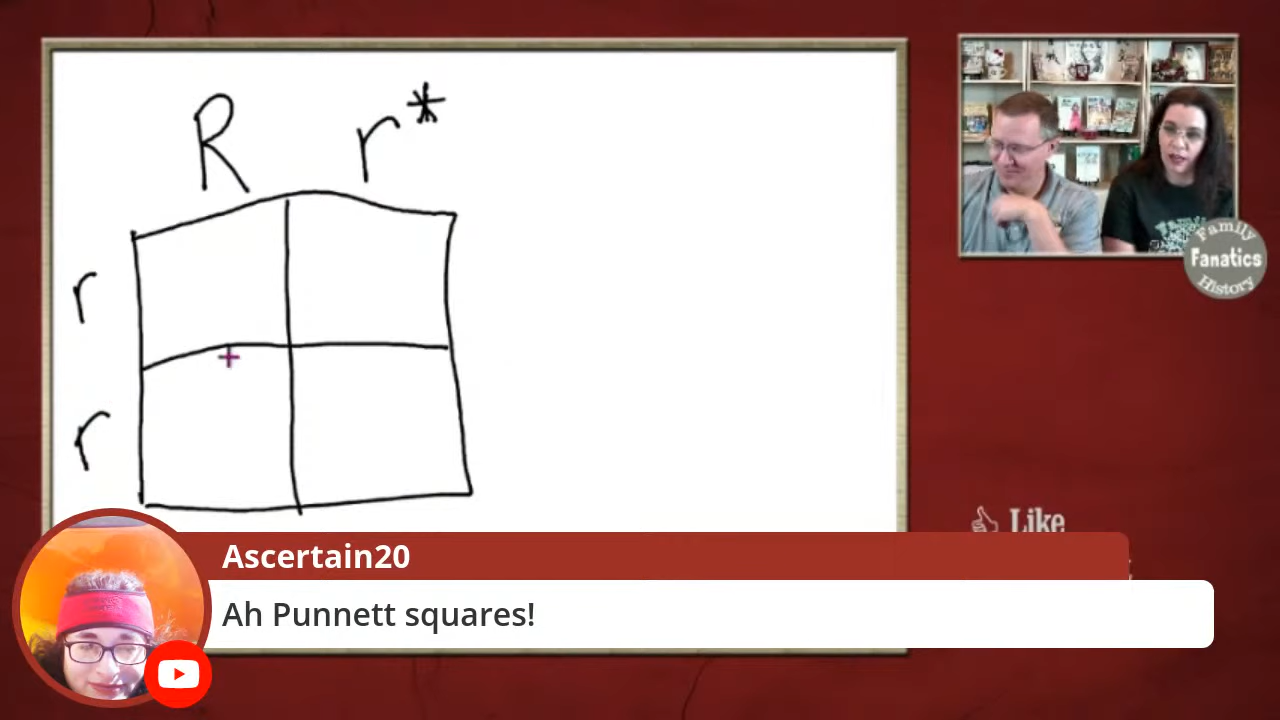 R r*
r
r
Family
Fanatics
History
Like
Ascertain20
Ah Punnett squares!